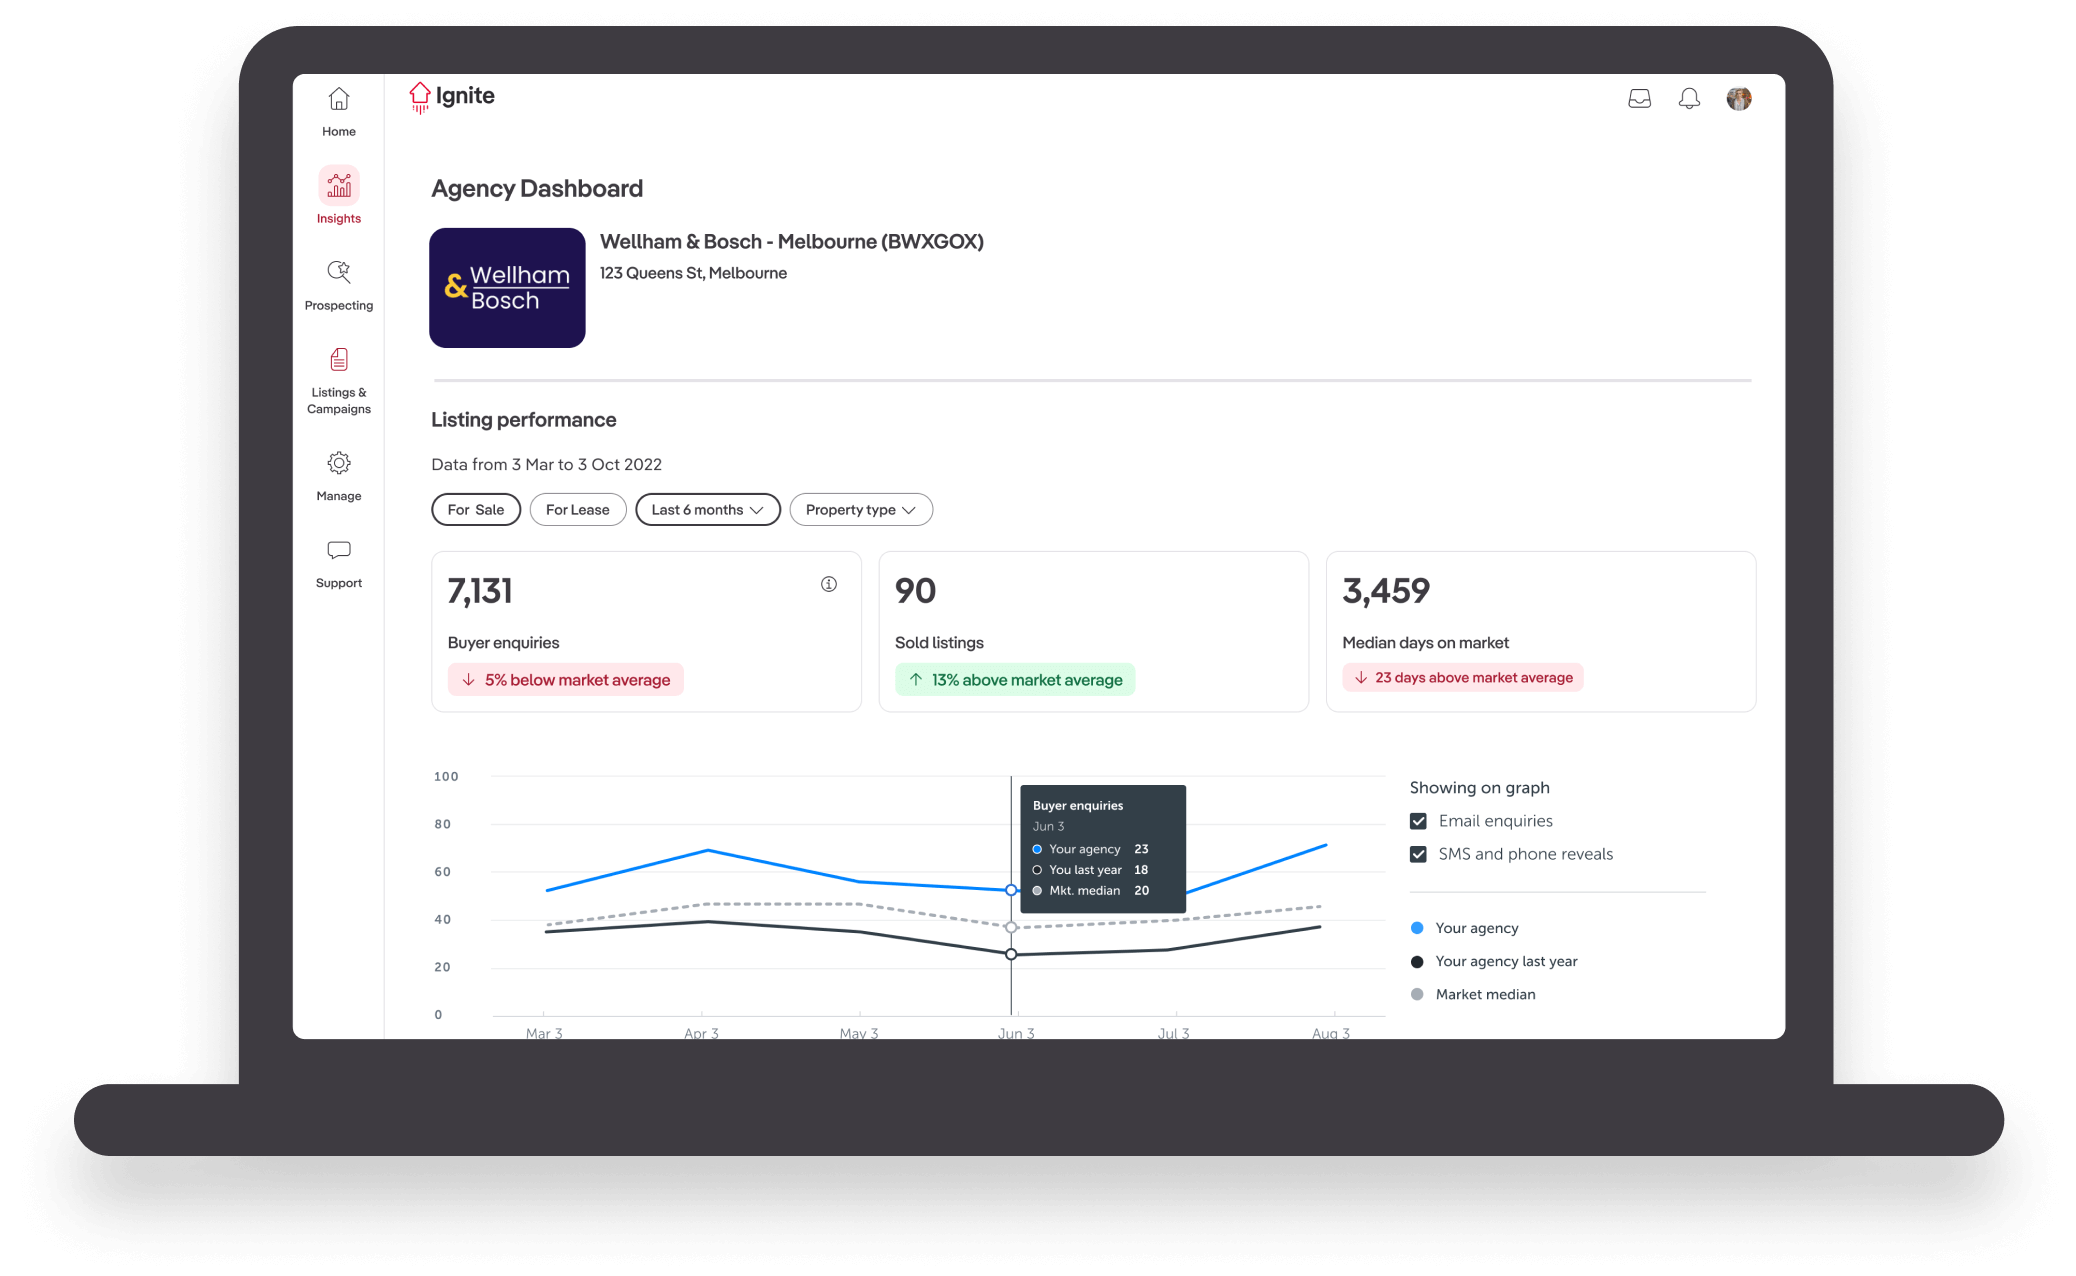 Home
Insights
Prospecting
Listings &
Campaigns
Manage
Support
Ignite
Agency Dashboard
& Wellham
Bosch
Wellham & Bosch - Melbourne (BWXGOX)
123 Queens St, Melbourne
Listing performance
Data from 3 Mar to 3 Oct 2022
For Sale
For Lease
Last 6 months
Property type
7,131
Buyer enquiries
5% below market average
90
Sold listings
13% above market average
3,459
Median days on market
23 days above market average
100
80
60
40
20
0
Mar 3
Apr 3
May 3
Jun 3
Jul 3
Aug 3
Buyer enquiries
Jun 3
Your agency 23
You last year 18
Mkt. median 20
Showing on graph
Email enquiries
SMS and phone reveals
Your agency
Your agency last year
Market median